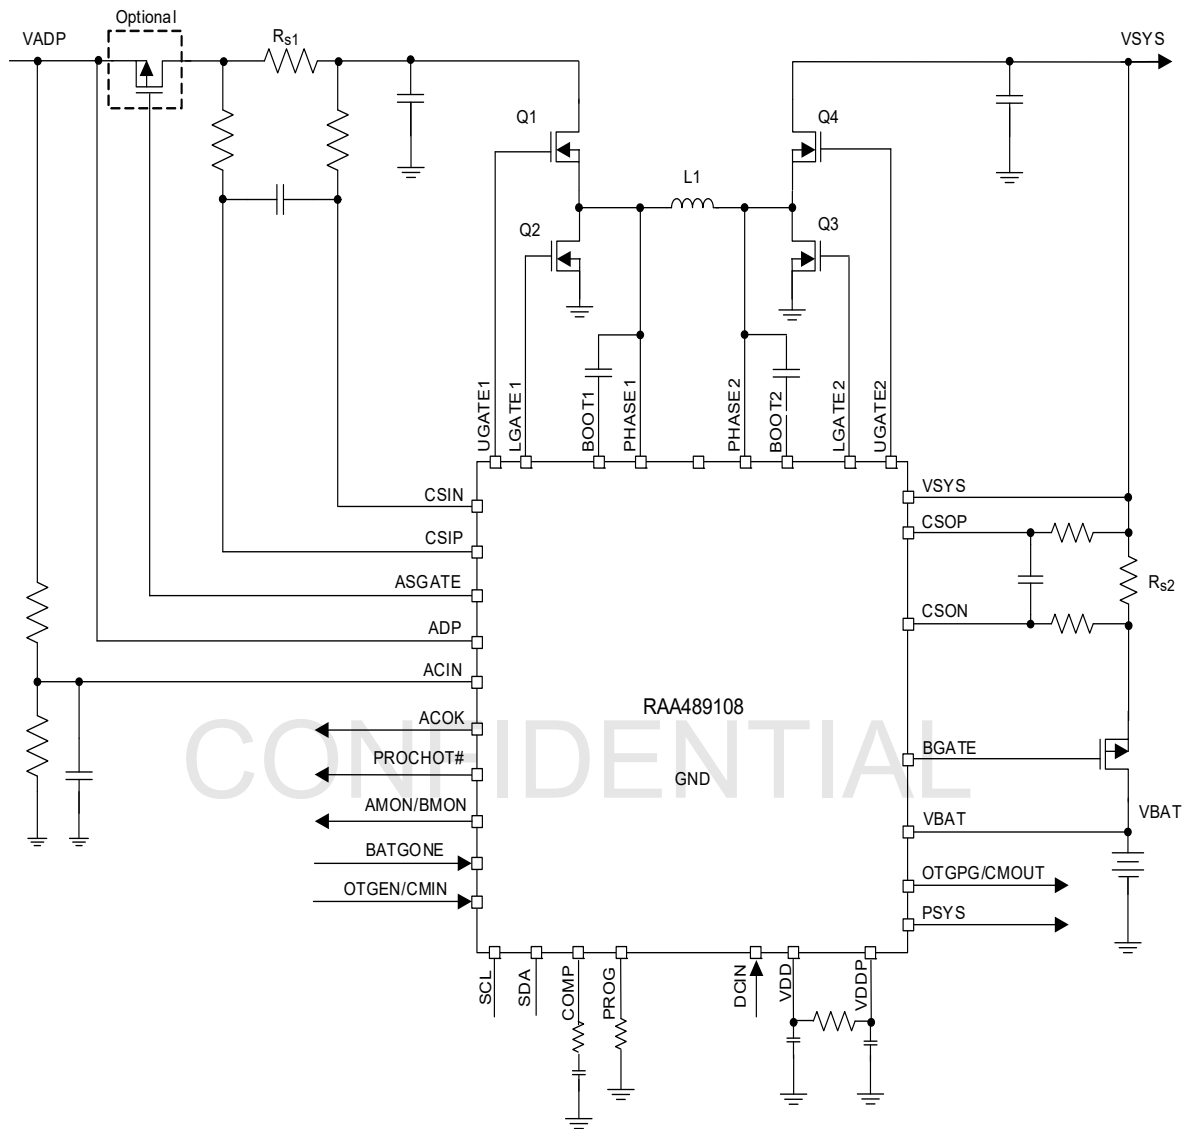 Optional
VADP
Rs1
VSYS
Q1
Q4
L1
Q2
Q3
UGATE1
LGATE1
BOOT1
PHASE1
PHASE2
BOOT2
LGATE2
UGATE2
VSYS
CSIN
CSOP
CSIP
ASGATE
Rs2
CSON
ADP
ACIN
RAA489108
ACOK
CONFIDENTIAL
PROCHOT#
BGATE
GND
AMON/BMON
VBAT
VBAT
BATGONE
OTGPG/CMOUT
OTGEN/CMIN
PSYS
SCL
SDA
COMP
PROG
DCIN
VDD
VDDP